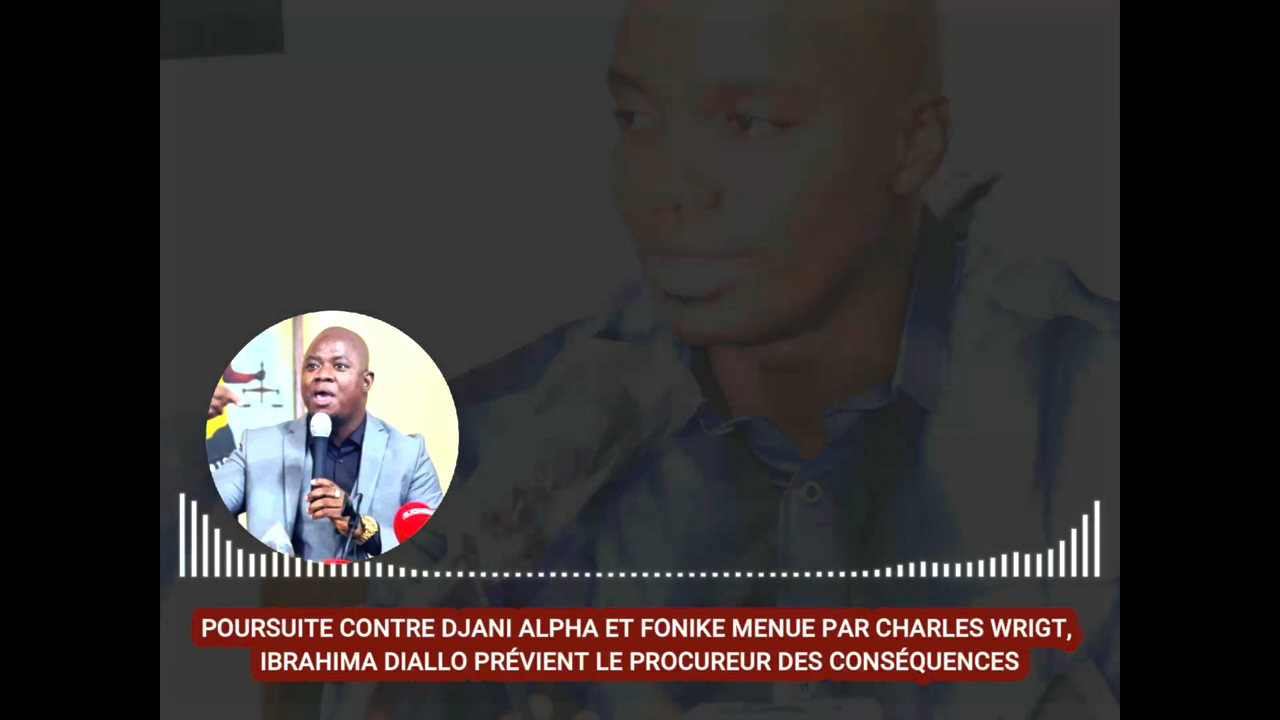 POURSUITE CONTRE DJANI ALPHA ET FONIKE MENUE PAR CHARLES WRIGT,
IBRAHIMA DIALLO PRÉVIENT LE PROCUREUR DES CONSÉQUENCES